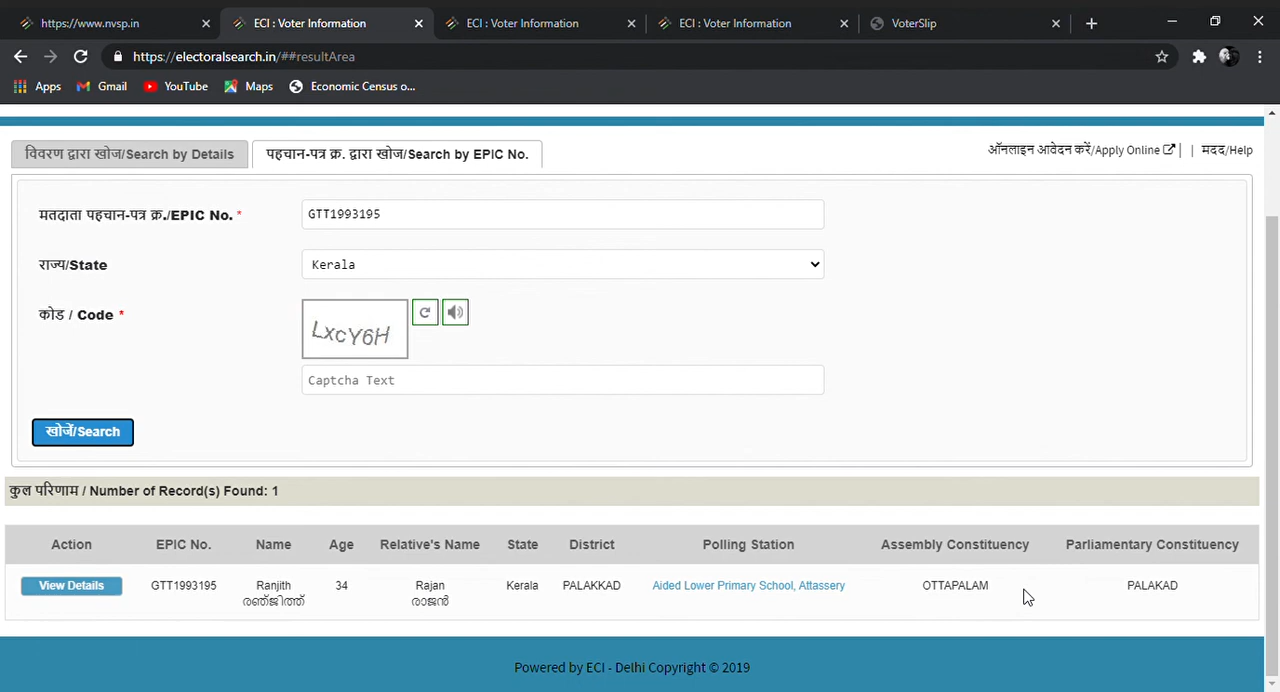 https://www.nvsp.in
ECI : Voter Information
ECI : Voter Information
ECI : Voter Information
VoterSlip
https://electoralsearch.in/##resultArea
Apps Gmail YouTube Maps Economic Census o...
विवरण द्वारा खोज/Search by Details
पहचान-पत्र क्र. द्वारा खोज/Search by EPIC No.
ऑनलाइन आवेदन करें/Apply Online | | मदद/Help
मतदाता पहचान-पत्र क्र./EPIC No. * GTT1993195
राज्य/State Kerala
कोड / Code * LxcY6H
Captcha Text
खोजें/Search
कुल परिणाम / Number of Record(s) Found: 1
Action EPIC No. Name Age Relative's Name State District Polling Station Assembly Constituency Parliamentary Constituency
View Details GTT1993195 Ranjith 34 Rajan Kerala PALAKKAD Aided Lower Primary School, Attassery OTTAPALAM PALAKAD
രഞ്ജിത്ത് രാജൻ
Powered by ECI - Delhi Copyright © 2019